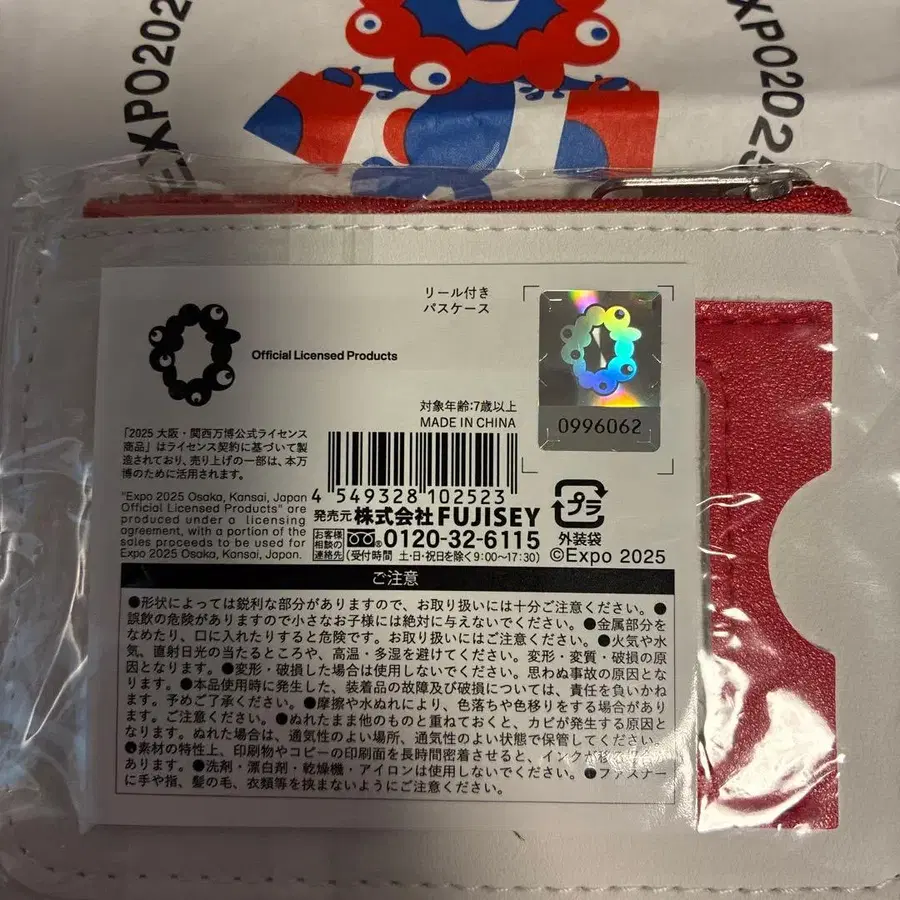 EXPO202
EXPO2025
リール付き
パスケース
Official Licensed Products
0996062
対象年齢:7歳以上
MADE IN CHINA
「2025 大阪・関西万博公式ライセンス
商品」はライセンス契約に基づいて製
造されており、売り上げの一部は、本万
博のために活用されます。
"Expo 2025 Osaka, Kansai, Japan
Official Licensed Products" are
produced under a licensing
agreement, with a portion of the
sales proceeds to be used for
Expo 2025 Osaka, Kansai, Japan.
4 549328 102523
発売元 株式会社FUJISEY
お客様
相談の
連絡先
0120-32-6115
(受付時間 土・日・祝日を除く9:00〜17:30)
プラ
外装袋
©Expo 2025
ご注意
●形状によっては鋭利な部分がありますので、お取り扱いには十分ご注意ください。●
誤飲の危険がありますので小さなお子様には絶対に与えないでください。●金属部分を
なめたり、口に入れたりすると危険です。お取り扱いにはご注意ください。●火気や水
気、直射日光の当たるところや、高温・多湿を避けてください。変形・変質・破損の原
因となります。●変形・破損した場合は使用しないでください。思わぬ事故の原因とな
ります。●本品使用時に発生した、装着品の故障及び破損については、責任を負いかね
ます。予めご了承ください。●摩擦や水ぬれにより、色落ちや色移りをする場合があり
ます。ご注意ください。●ぬれたまま他のものと重ねておくと、カビが発生する原因と
なります。ぬれた場合は、通気性のよい場所、通気性のよい状態で保管してください。
●素材の特性上、印刷物やコピーの印刷面を長時間密着させると、インクが
あります。●洗剤・漂白剤・乾燥機・アイロンは使用しないでください。●ファスナー
に手や指、髪の毛、衣類等を挟まないようにご注意ください。